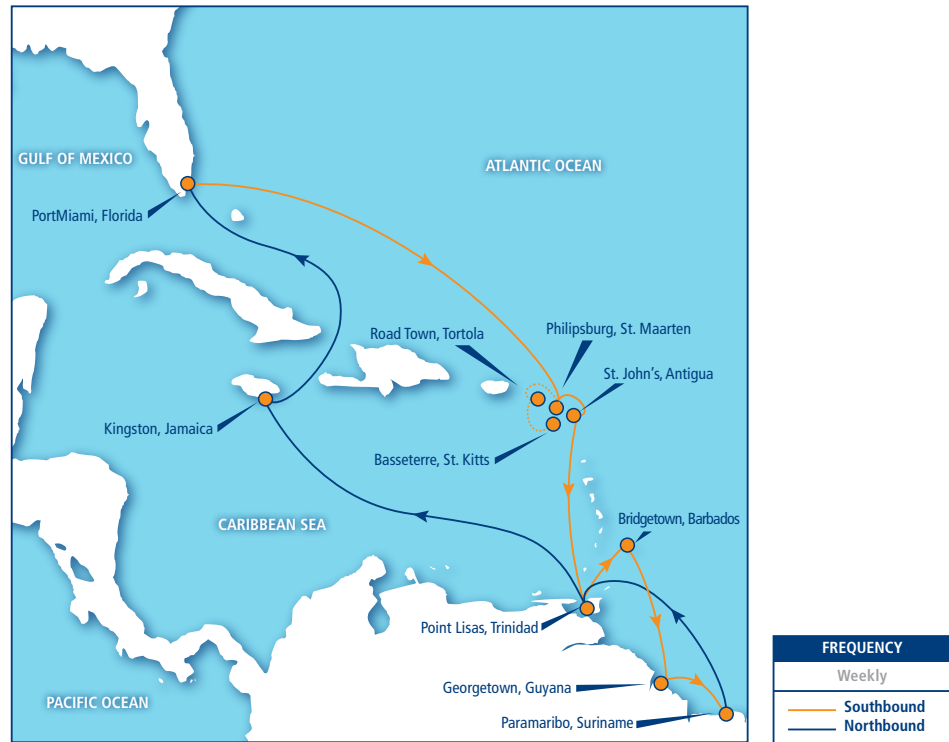 GULF OF MEXICO
ATLANTIC OCEAN
PortMiami, Florida
Philipsburg, St. Maarten
Road Town, Tortola
St. John's, Antigua
Kingston, Jamaica
Basseterre, St. Kitts
CARIBBEAN SEA
Bridgetown, Barbados
Point Lisas, Trinidad
Georgetown, Guyana
PACIFIC OCEAN
Paramaribo, Suriname
FREQUENCY
Weekly
Southbound
Northbound